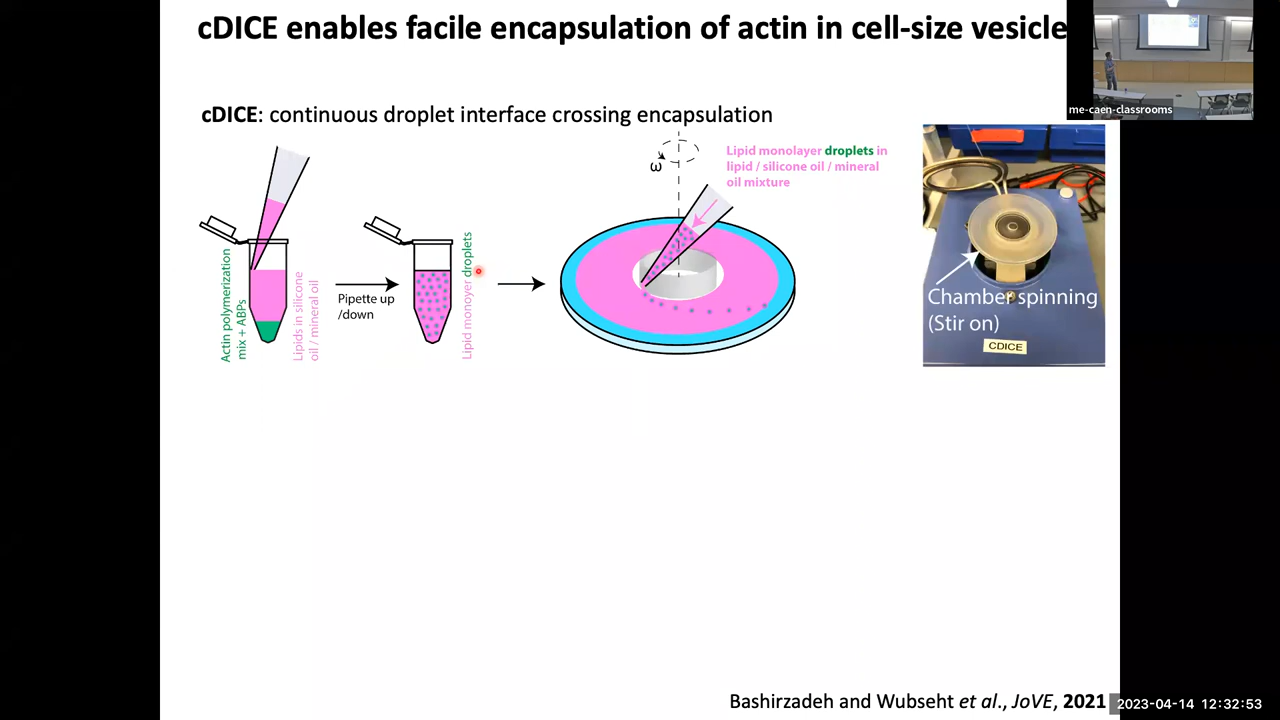 cDICE enables facile encapsulation of actin in cell-size vesicle
me-caen-classrooms
cDICE: continuous droplet interface crossing encapsulation
Actin polymerization
mix + ABPs
Lipids in silicone
oil / mineral oil
Pipette up
/down
Lipid monoyer droplets
ω
Lipid monolayer droplets in
lipid / silicone oil / mineral
oil mixture
Chamber spinning
(Stir on)
CDICE
Bashirzadeh and Wubseht et al., JoVE, 2021
2023-04-14 12:32:53